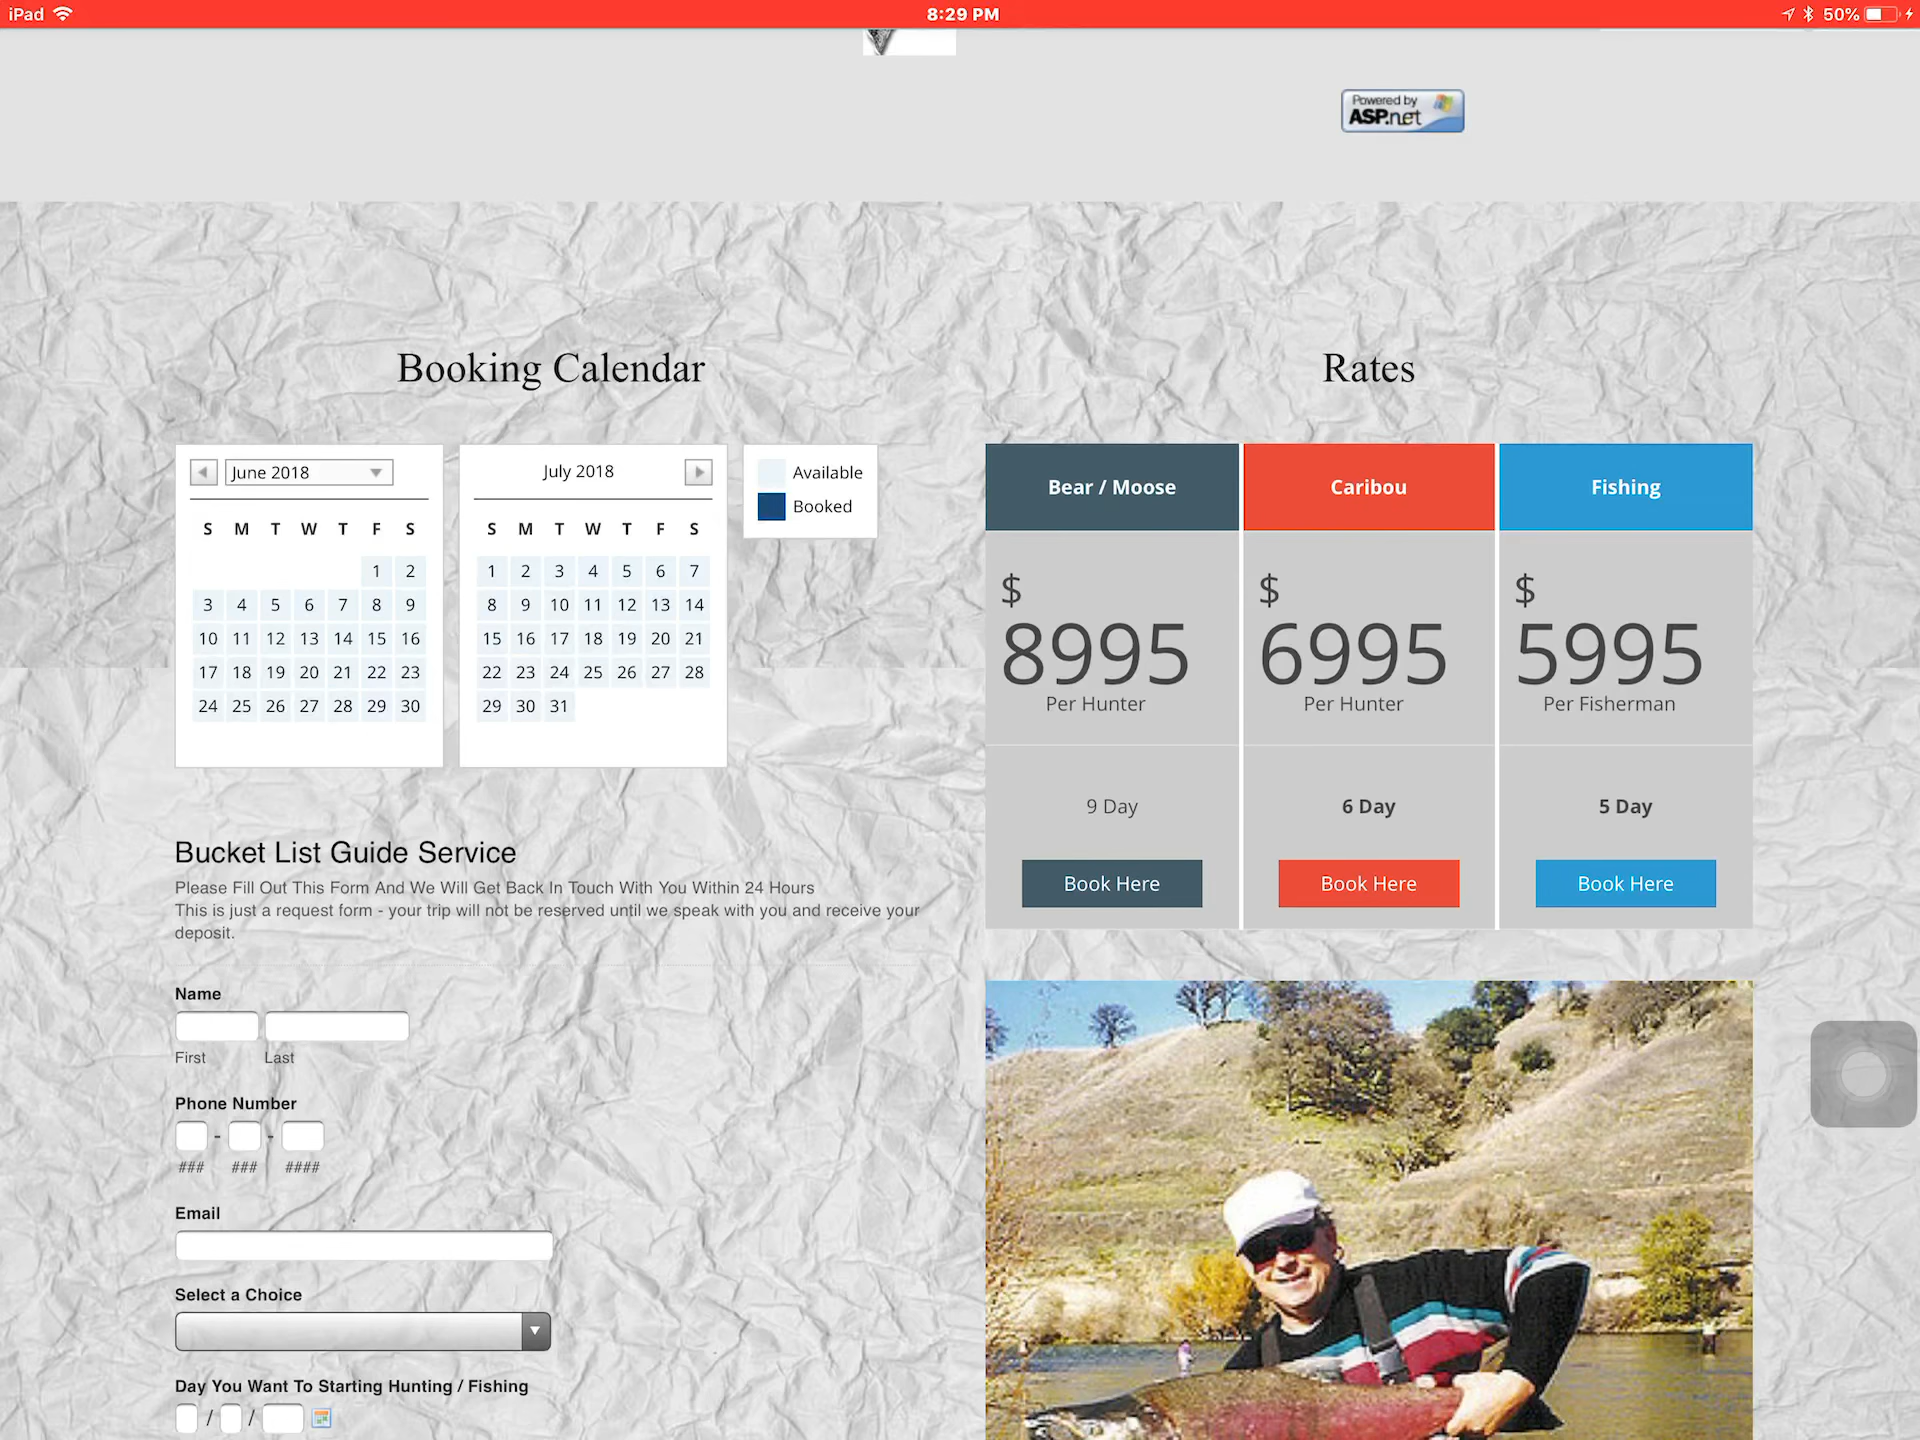 iPad 8:29 PM 50%
Powered by
ASP.net
Booking Calendar
June 2018
S M T W T F S
1 2
3 4 5 6 7 8 9
10 11 12 13 14 15 16
17 18 19 20 21 22 23
24 25 26 27 28 29 30
July 2018
S M T W T F S
1 2 3 4 5 6 7
8 9 10 11 12 13 14
15 16 17 18 19 20 21
22 23 24 25 26 27 28
29 30 31
Available
Booked
Rates
Bear / Moose
$
8995
Per Hunter
9 Day
Book Here
Caribou
$
6995
Per Hunter
6 Day
Book Here
Fishing
$
5995
Per Fisherman
5 Day
Book Here
Bucket List Guide Service
Please Fill Out This Form And We Will Get Back In Touch With You Within 24 Hours
This is just a request form - your trip will not be reserved until we speak with you and receive your
deposit.
Name
First Last
Phone Number
- -
### ### ####
Email
Select a Choice
Day You Want To Starting Hunting / Fishing
/ /